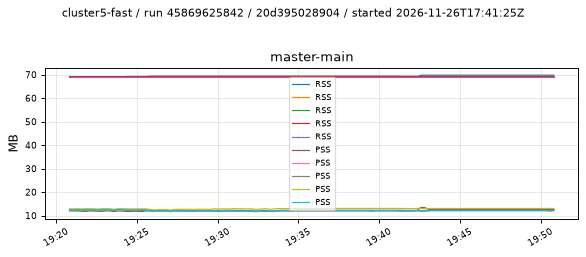 cluster5-fast / run 45869625842 / 20d395028904 / started 2026-11-26T17:41:25Z
master-main
MB
70
60
50
40
30
20
10
RSS
RSS
RSS
RSS
RSS
PSS
PSS
PSS
PSS
PSS
19:20
19:25
19:30
19:35
19:40
19:45
19:50